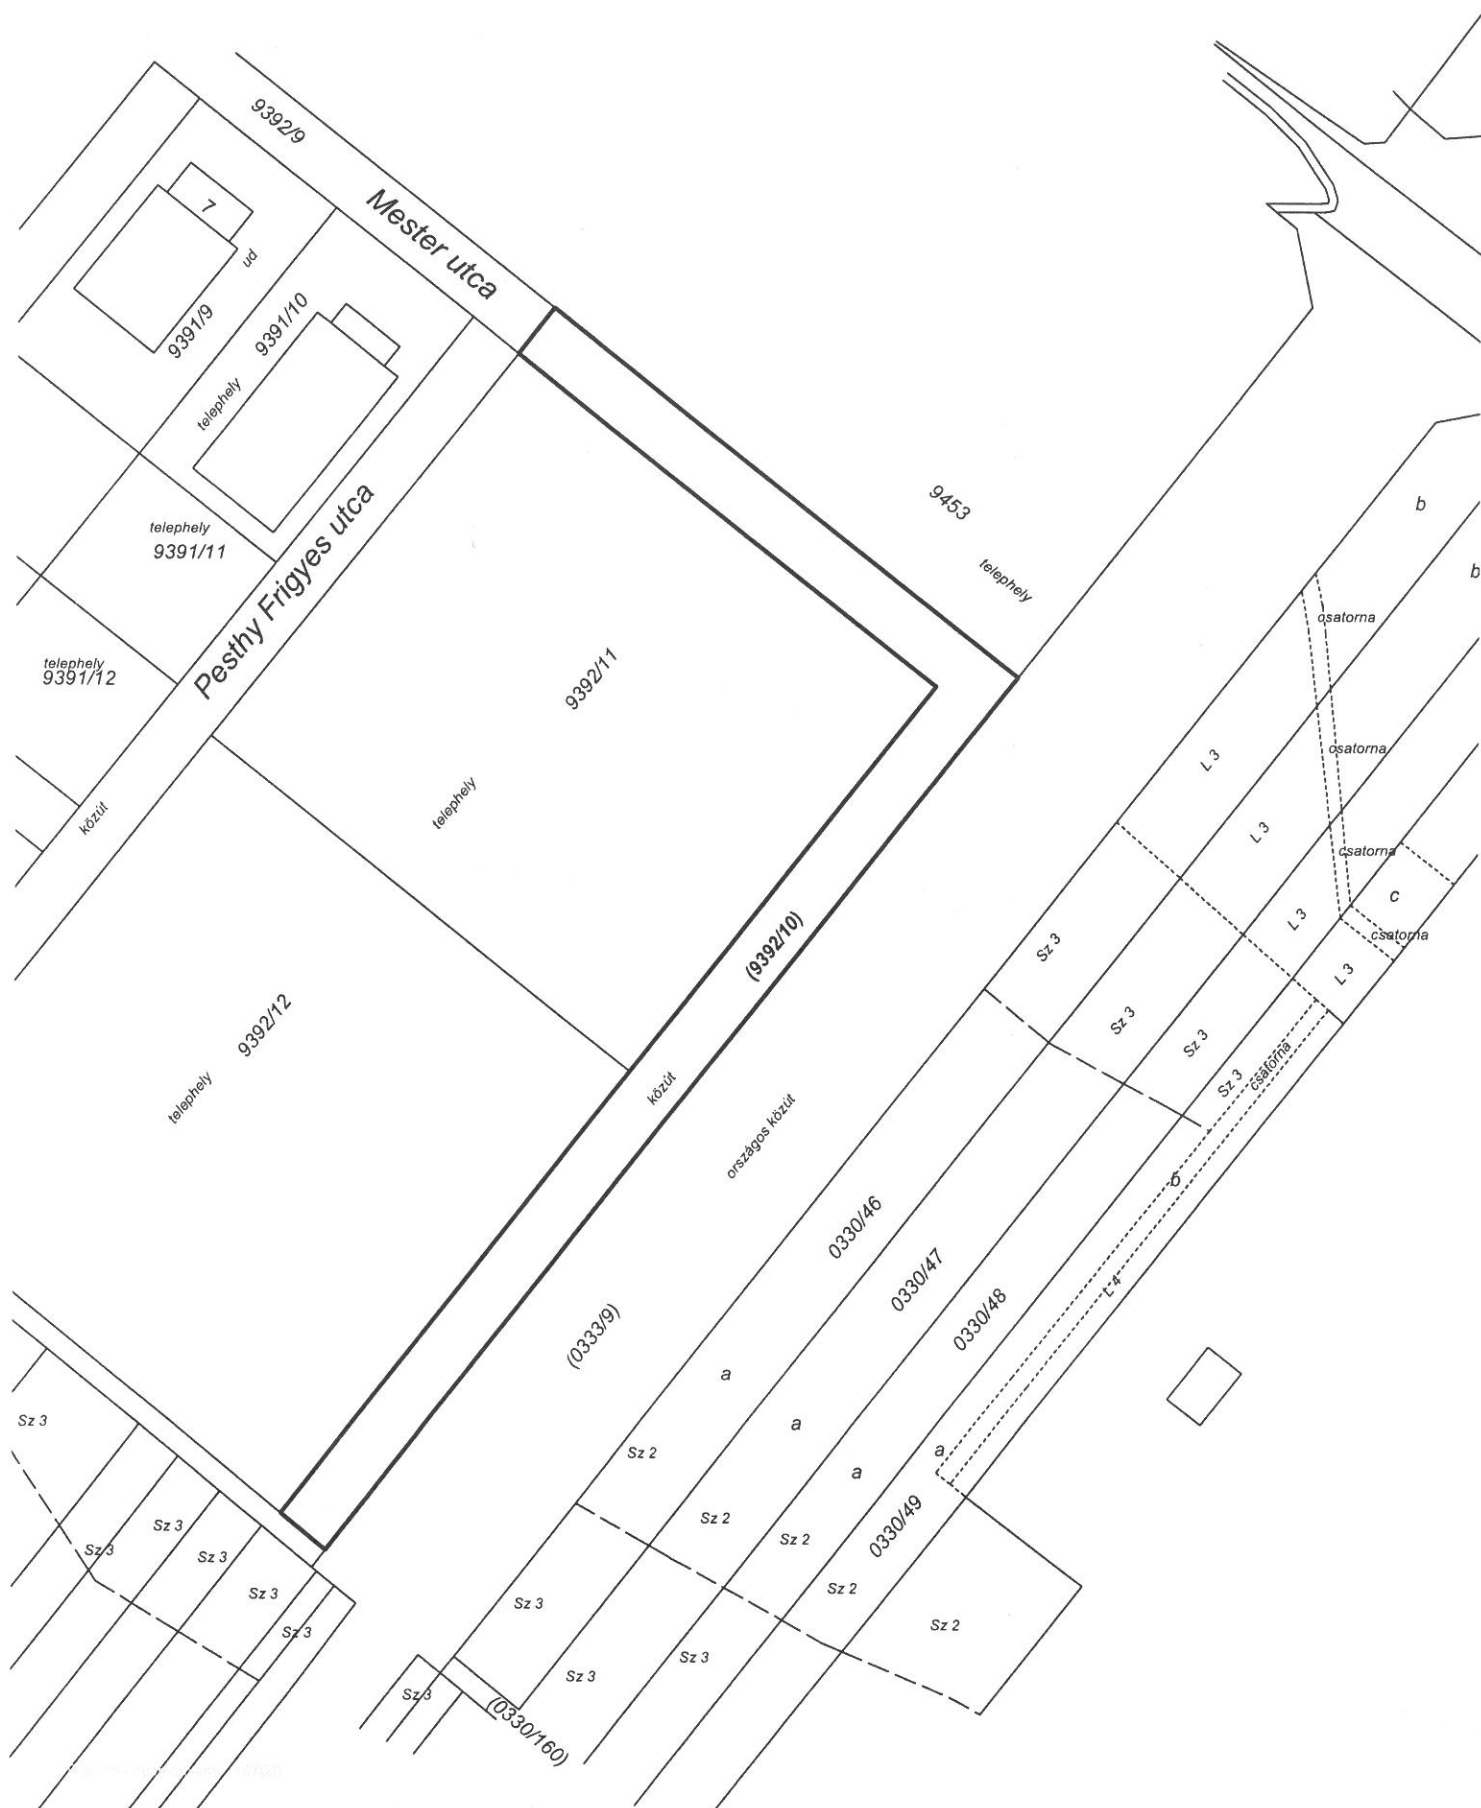 9392/9
Mester utca
7
ud
9391/9
9391/10
telephely
telephely
9391/11
Pesthy Frigyes utca
telephely
9391/12
közút
9453
telephely
b
b
csatorna
csatorna
csatorna
c
csatorna
L 3
L 3
L 3
L 3
9392/11
telephely
(9392/10)
közút
országos közút
Sz 3
Sz 3
Sz 3
Sz 3
csatorna
b
L 4
9392/12
telephely
0330/46
0330/47
0330/48
(0333/9)
a
a
a
a
0330/49
Sz 2
Sz 2
Sz 2
Sz 2
Sz 2
Sz 3
Sz 3
Sz 3
Sz 3
Sz 3
Sz 3
Sz 3
Sz 3
Sz 3
Sz 3
(0330/160)